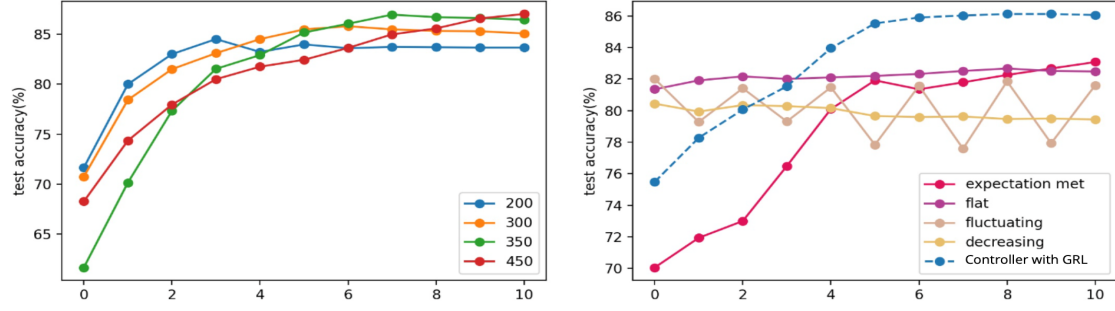 test accuracy(%)
85
80
75
70
65
0 2 4 6 8 10
200
300
350
450
test accuracy(%)
86
84
82
80
78
76
74
72
70
0 2 4 6 8 10
expectation met
flat
fluctuating
decreasing
Controller with GRL